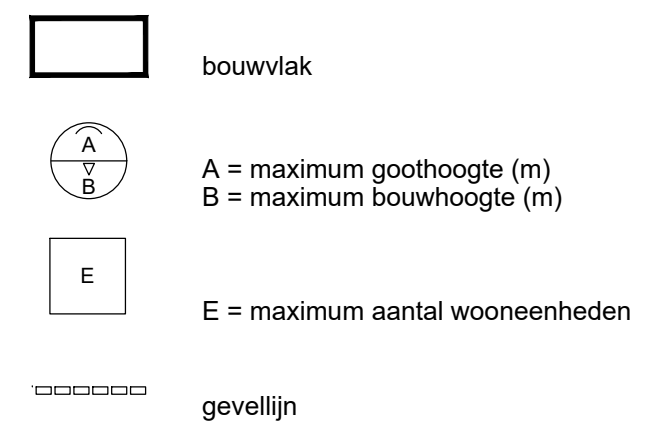 bouwvlak
A
B
A = maximum goothoogte (m)
B = maximum bouwhoogte (m)
E
E = maximum aantal wooneenheden
gevellijn